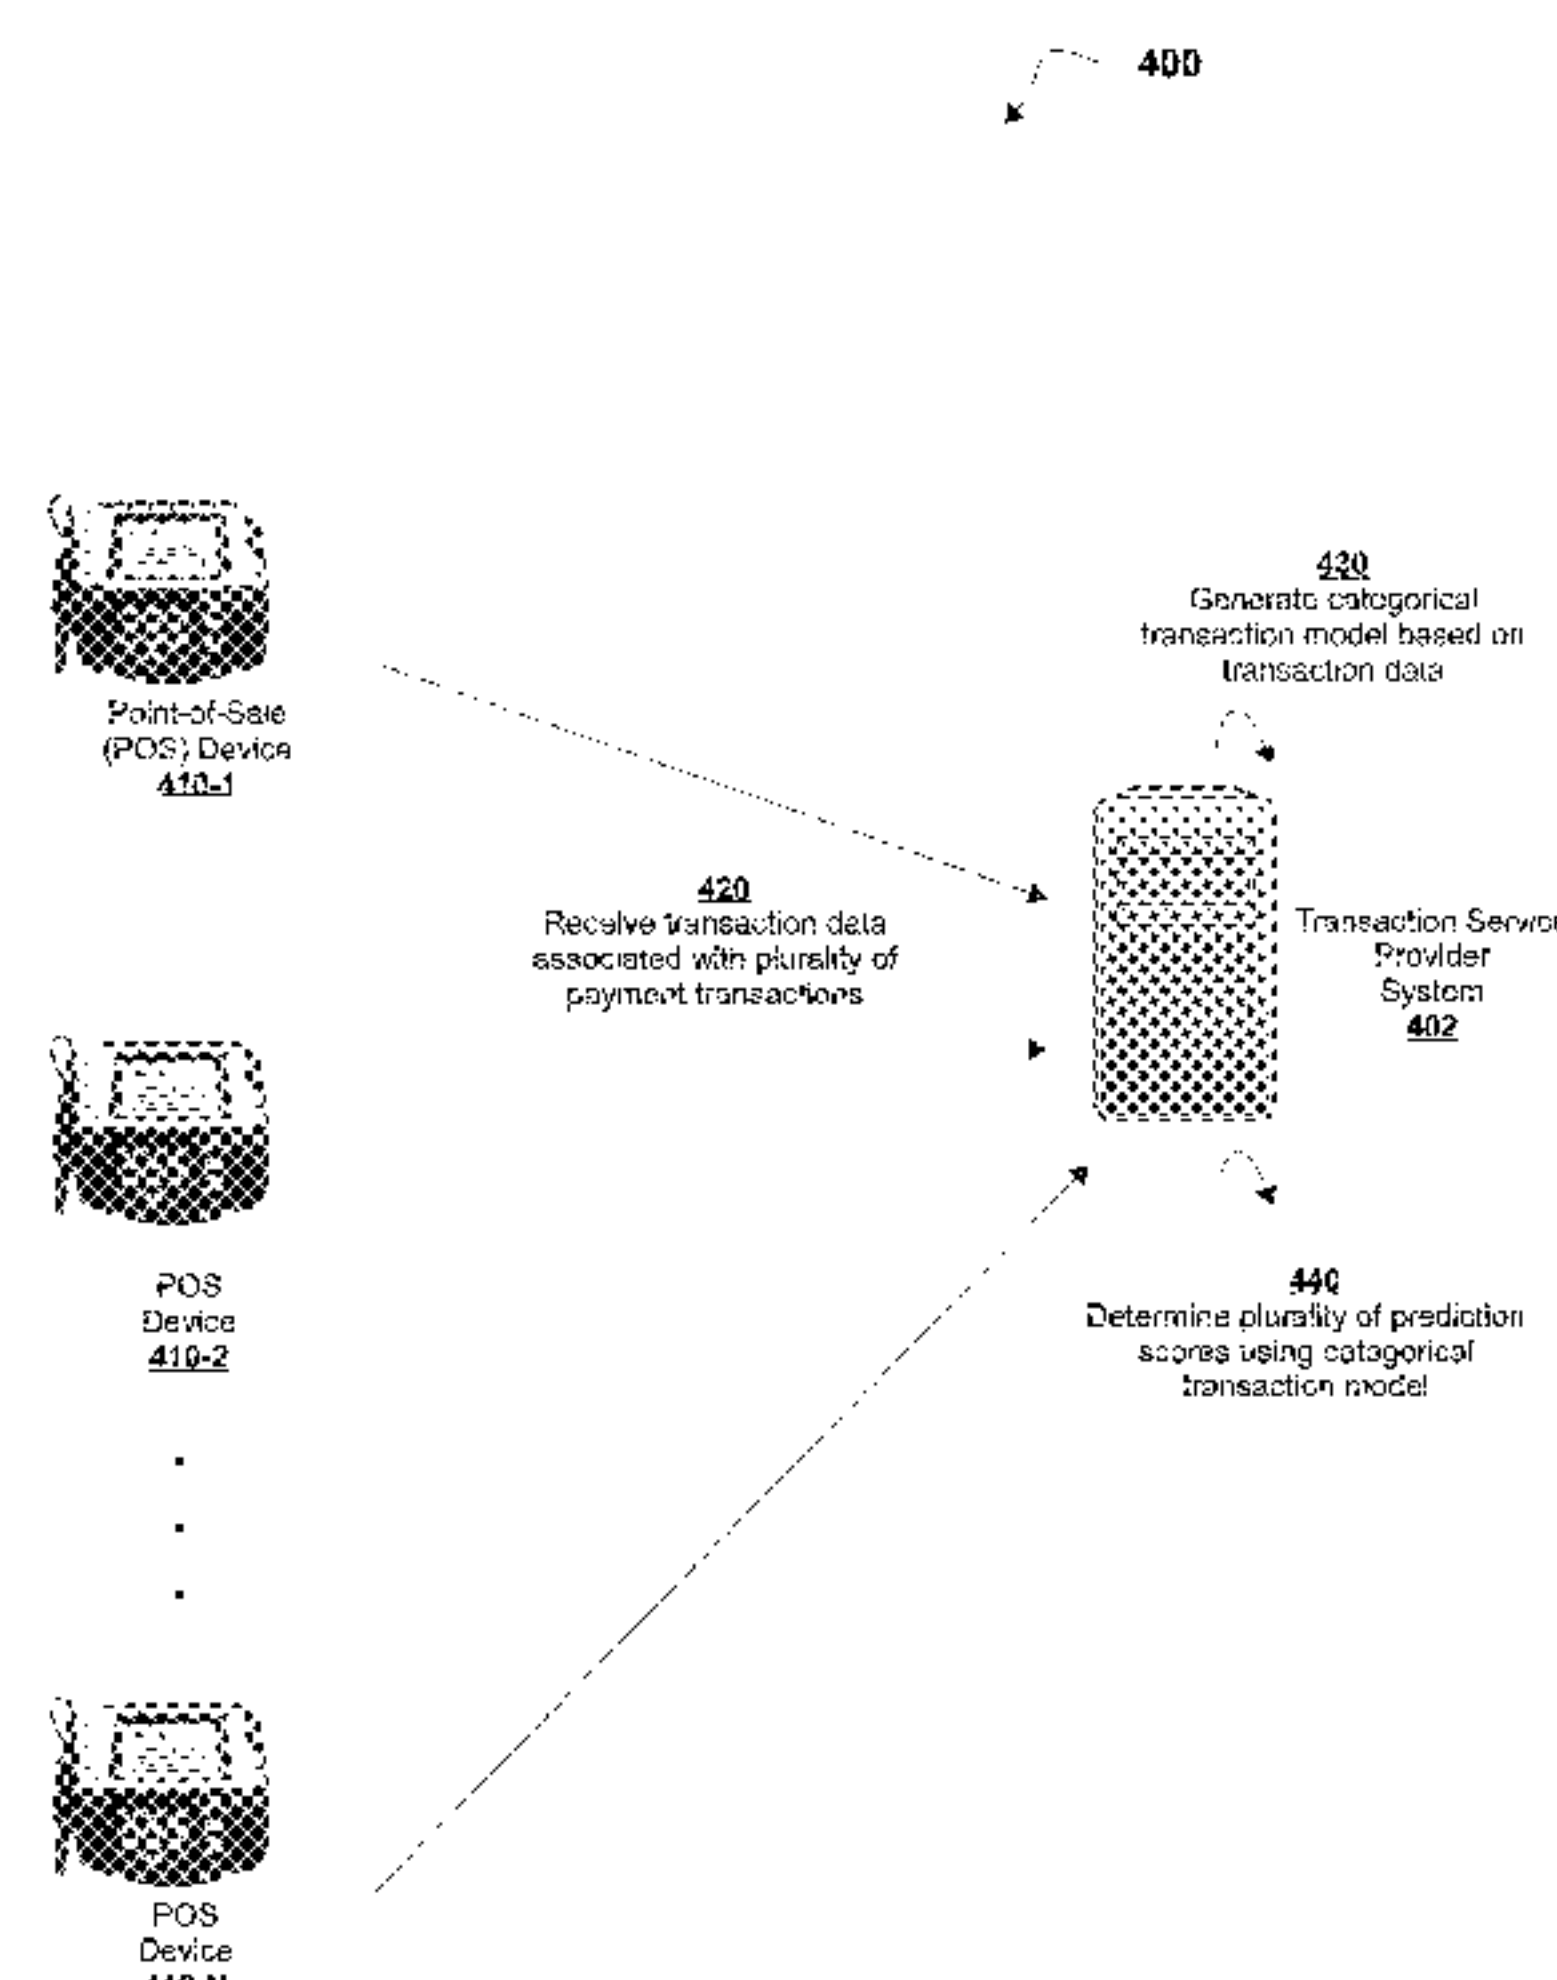 400
Point-of-Sale
(POS) Device
410-1
430
Generate categorical
transaction model based on
transaction data
420
Receive transaction data
associated with plurality of
payment transactions
Transaction
Provider
System
402
POS
Device
410-2
440
Determine plurality of prediction
scores using categorical
transaction model
POS
Device